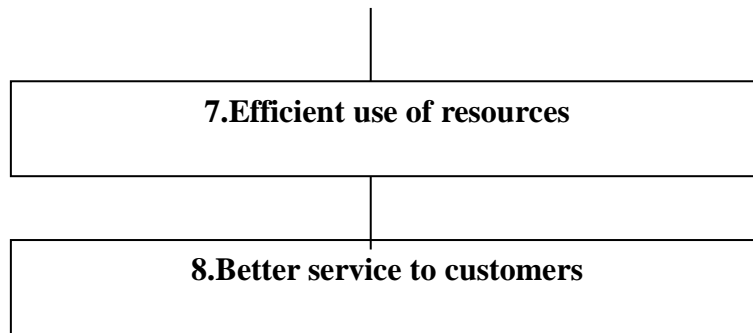 7.Efficient use of resources
8.Better service to customers